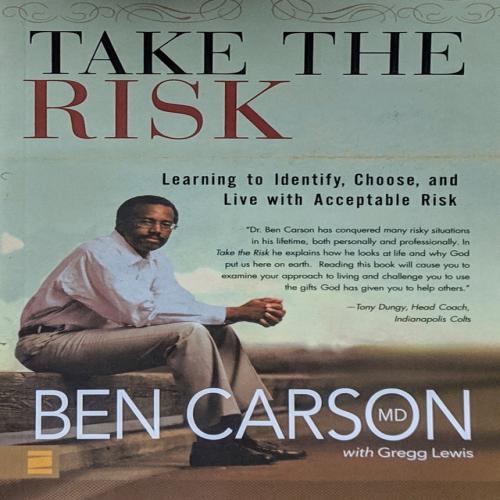 TAKE THE
RISK
Learning to Identify, Choose, and
Live with Acceptable Risk
"Dr. Ben Carson has conquered many risky situations
in his lifetime, both personally and professionally. In
Take the Risk he explains how he looks at life and why God
put us here on earth.  Reading this book will cause you to
examine your approach to living and challenge you to use
the gifts God has given you to help others."
—Tony Dungy, Head Coach,
Indianapolis Colts
BEN CARSON MD
with Gregg Lewis